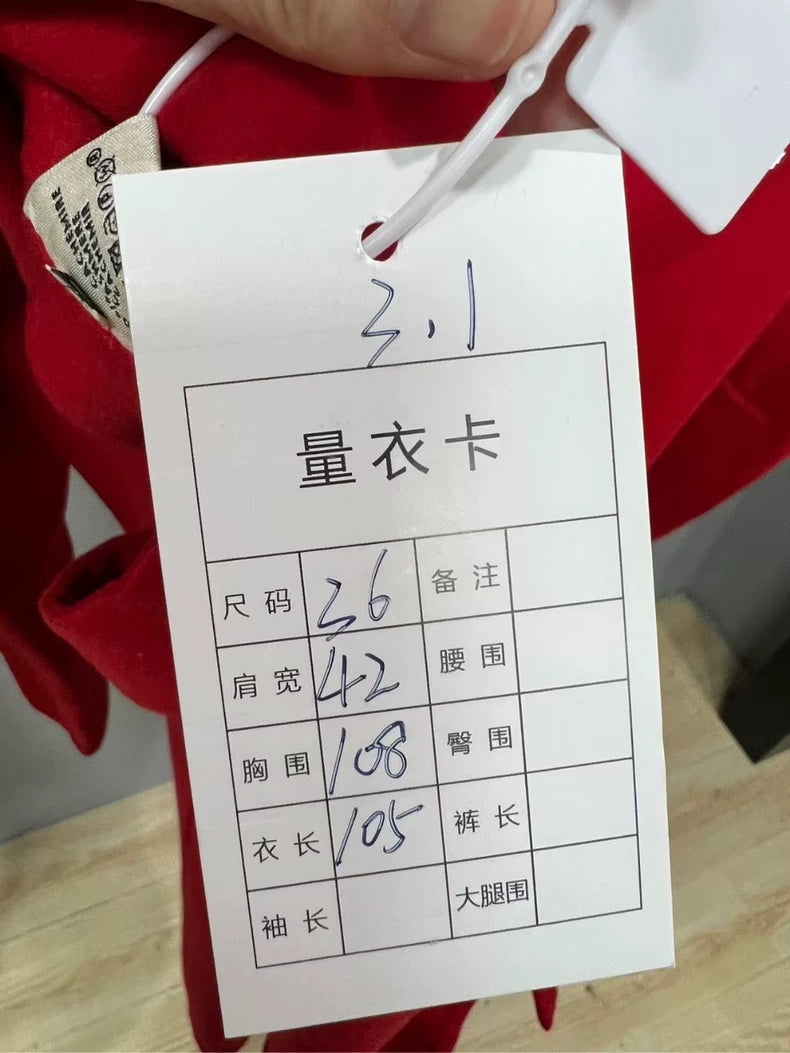 3.1
量衣卡
尺码 36 备注
肩宽 42 腰围
胸围 108 臀围
衣长 105 裤长
袖长 大腿围